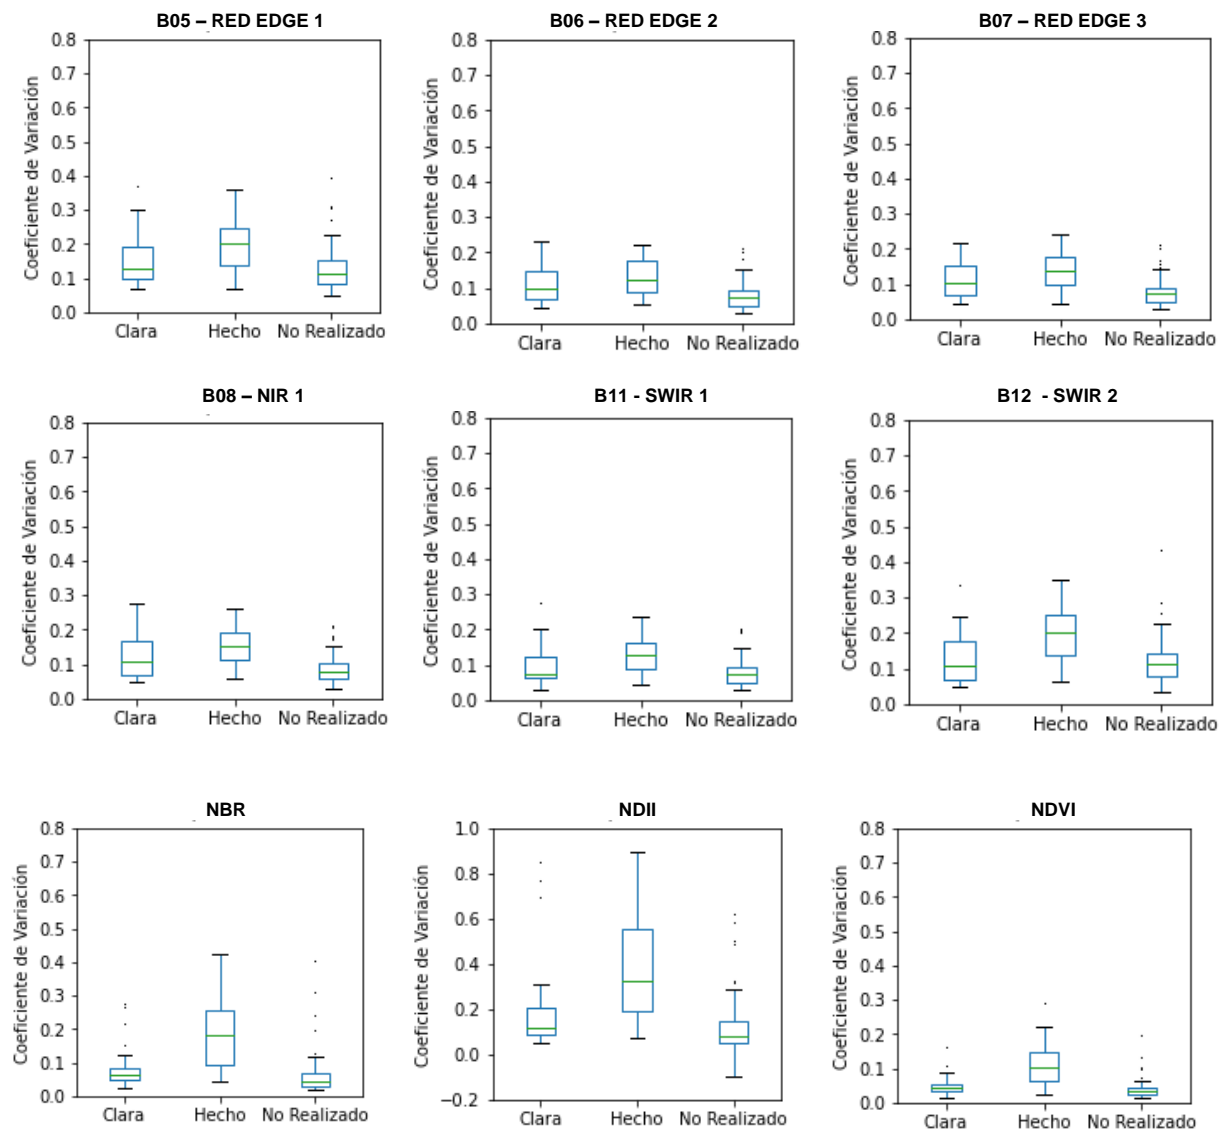 B05 – RED EDGE 1
B06 – RED EDGE 2
B07 – RED EDGE 3
Coeficiente de Variación
0.8
0.7
0.6
0.5
0.4
0.3
0.2
0.1
0.0
Clara Hecho No Realizado
Coeficiente de Variación
0.8
0.7
0.6
0.5
0.4
0.3
0.2
0.1
0.0
Clara Hecho No Realizado
Coeficiente de Variación
0.8
0.7
0.6
0.5
0.4
0.3
0.2
0.1
0.0
Clara Hecho No Realizado
B08 – NIR 1
B11 - SWIR 1
B12 - SWIR 2
Coeficiente de Variación
0.8
0.7
0.6
0.5
0.4
0.3
0.2
0.1
0.0
Clara Hecho No Realizado
Coeficiente de Variación
0.8
0.7
0.6
0.5
0.4
0.3
0.2
0.1
0.0
Clara Hecho No Realizado
Coeficiente de Variación
0.8
0.7
0.6
0.5
0.4
0.3
0.2
0.1
0.0
Clara Hecho No Realizado
NBR
NDII
NDVI
Coeficiente de Variación
0.8
0.7
0.6
0.5
0.4
0.3
0.2
0.1
0.0
Clara Hecho No Realizado
Coeficiente de Variación
1.0
0.8
0.6
0.4
0.2
0.0
−0.2
Clara Hecho No Realizado
Coeficiente de Variación
0.8
0.7
0.6
0.5
0.4
0.3
0.2
0.1
0.0
Clara Hecho No Realizado